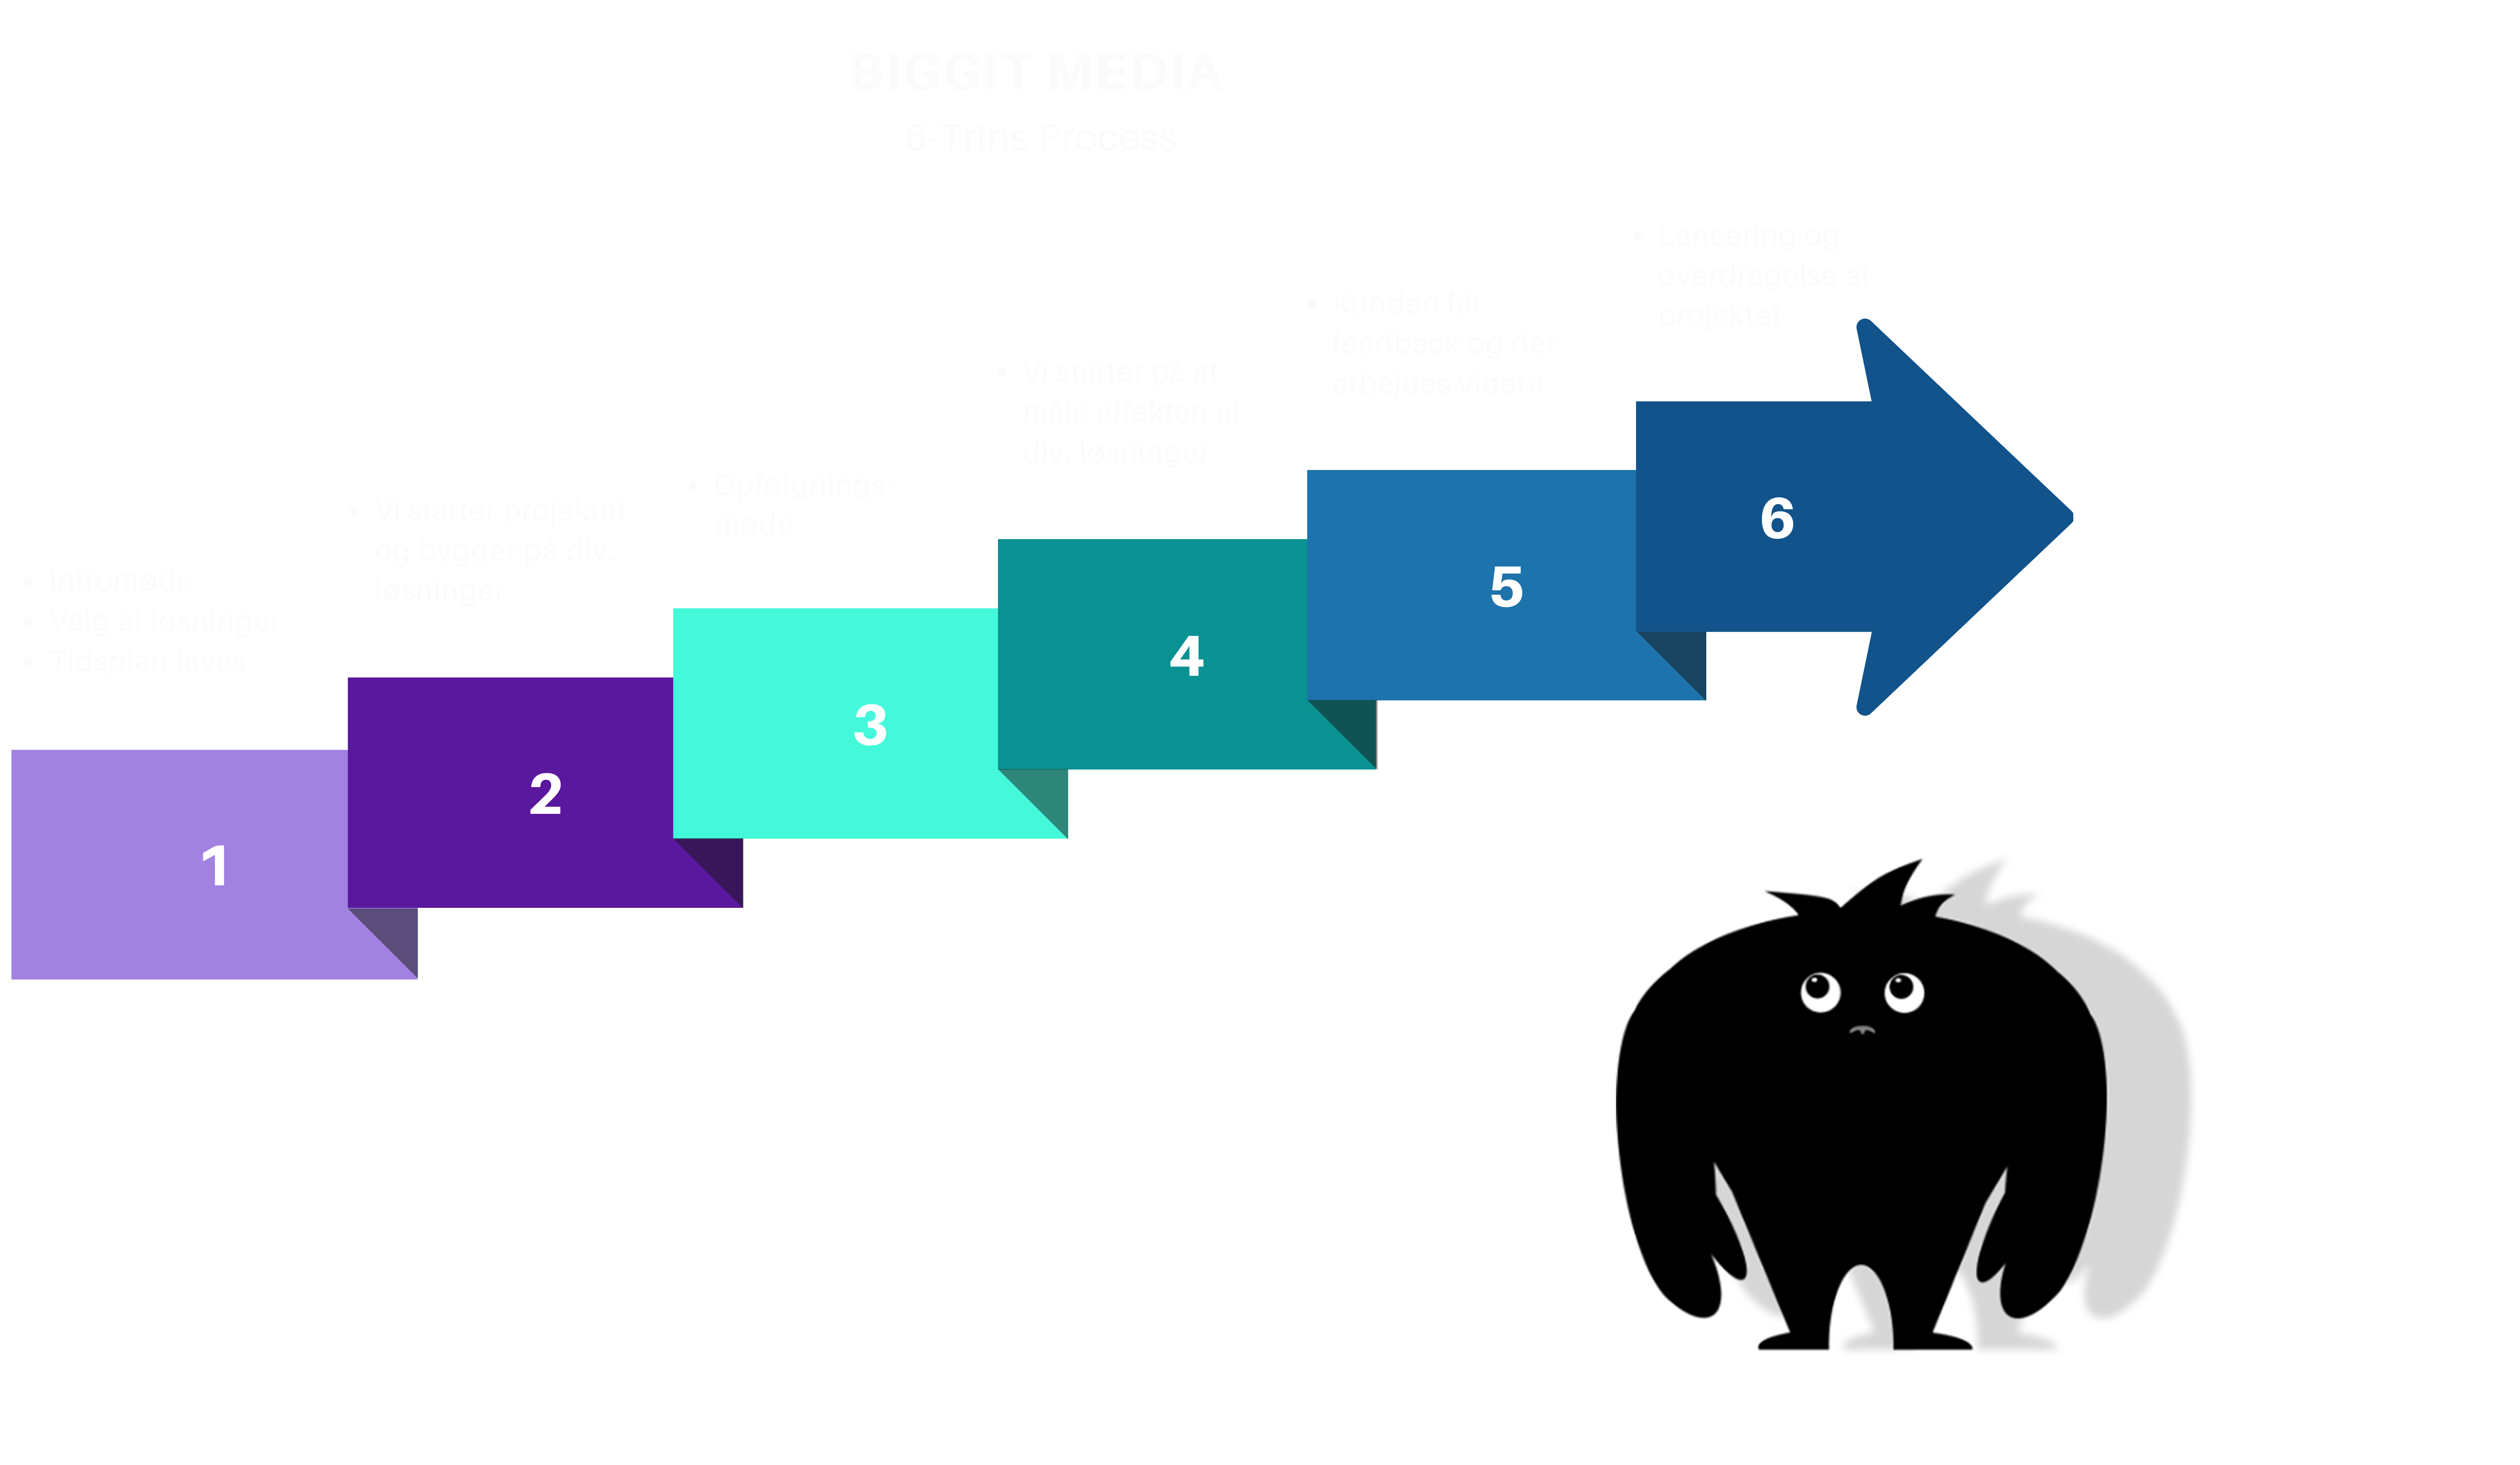 BIGGIT MEDIA
6-Trins Process
• Intromøde
• Valg af løsninger
• Tidsplan laves
1
• Vi starter projektet
og bygger på div.
løsninger
2
• Opfølgnings-
møde
3
• Vi starter på at
måle effekten af
div. løsninger
4
• Kunden får
feedback og der
arbejdes videre
5
• Lancering og
overdragelse af
projektet
6